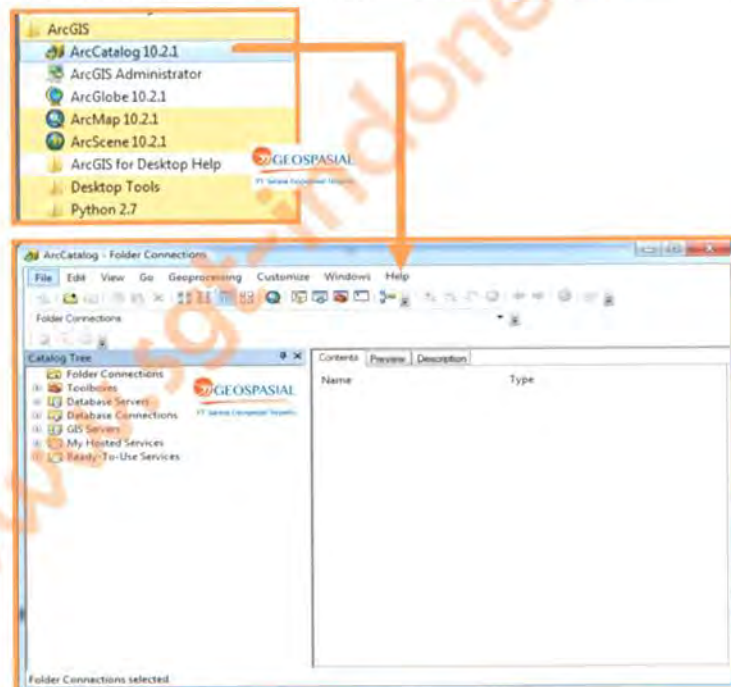 ArcGIS
ArcCatalog 10.2.1
ArcGIS Administrator
ArcGlobe 10.2.1
ArcMap 10.2.1
ArcScene 10.2.1
ArcGIS for Desktop Help
Desktop Tools
Python 2.7
GEOSPASIAL
ArcCatalog - Folder Connections
File Edit View Go Geoprocessing Customize Windows Help
Folder Connections
Catalog Tree
Contents Preview Description
Folder Connections
Toolboxes
Database Servers
Database Connections
GIS Servers
My Hosted Services
Ready-To-Use Services
GEOSPASIAL
Name Type
Folder Connections selected